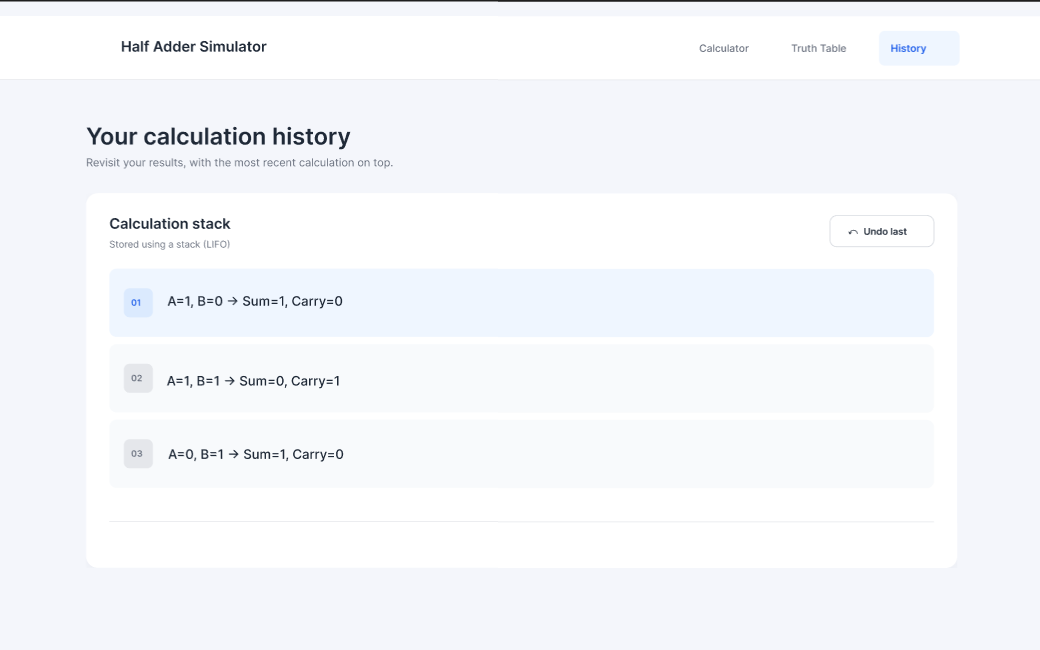 Half Adder Simulator
Calculator
Truth Table
History
Your calculation history
Revisit your results, with the most recent calculation on top.
Calculation stack
Stored using a stack (LIFO)
Undo last
01
A=1, B=0 → Sum=1, Carry=0
02
A=1, B=1 → Sum=0, Carry=1
03
A=0, B=1 → Sum=1, Carry=0